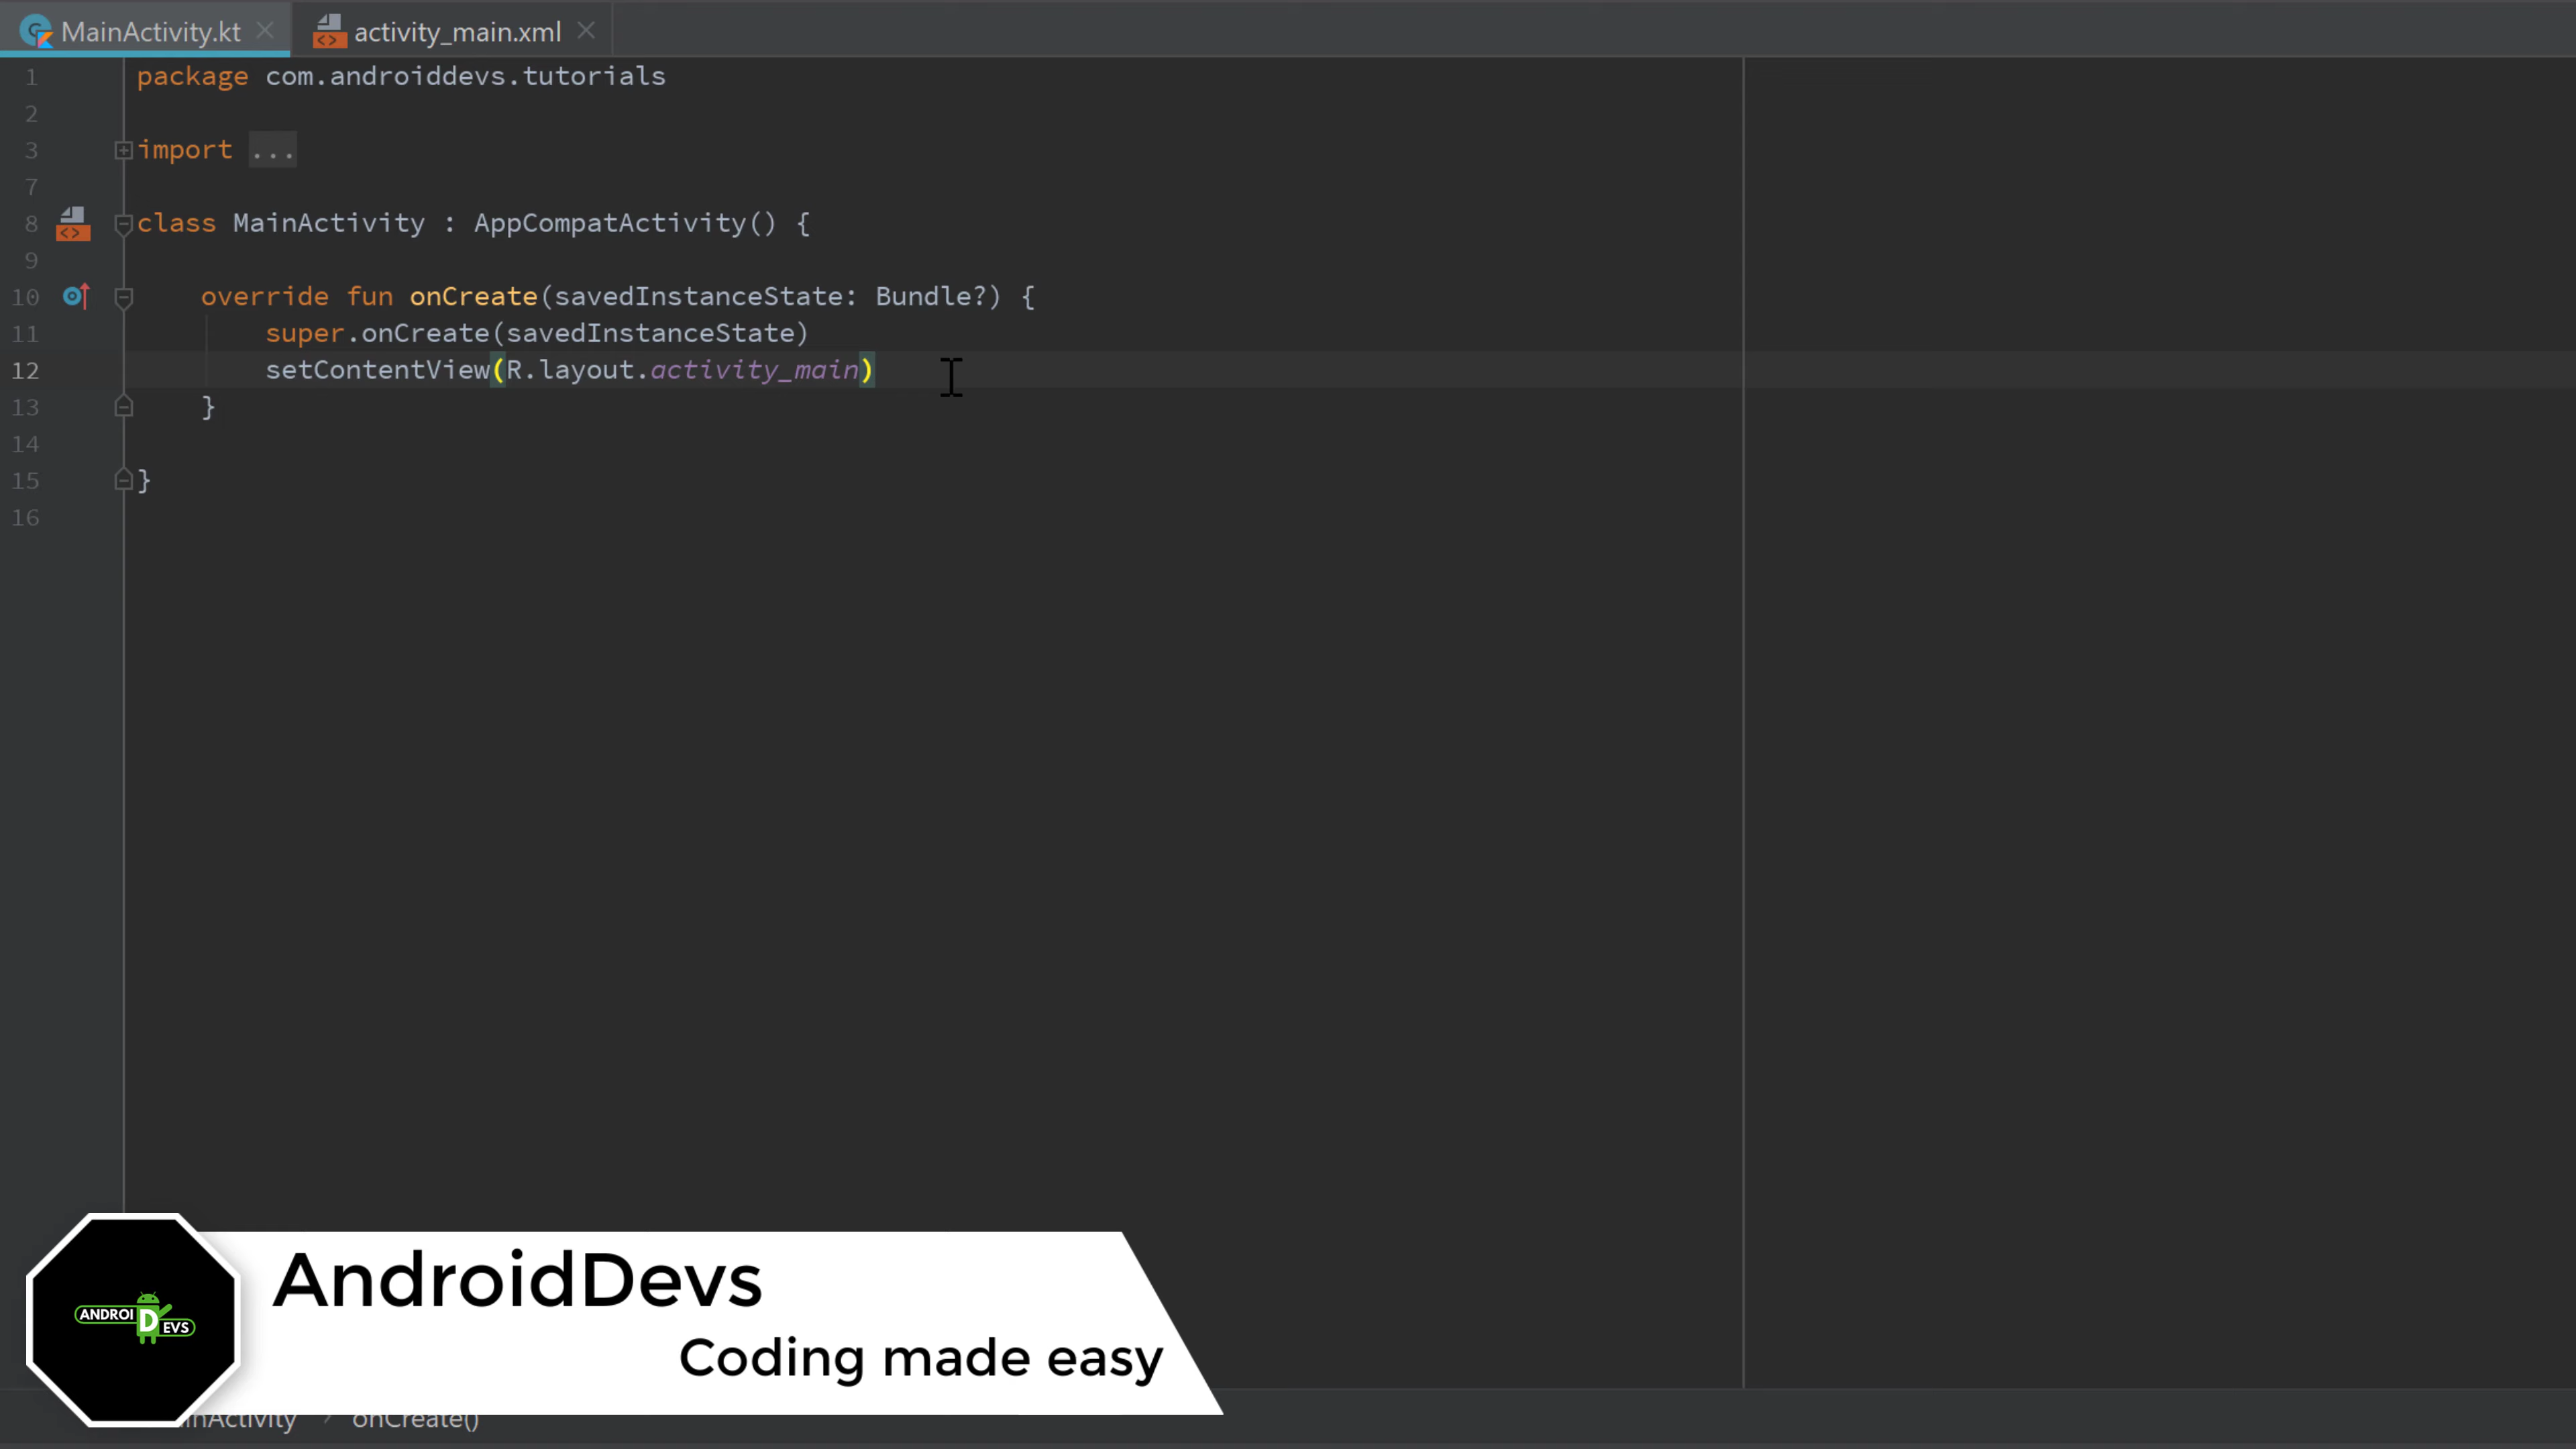 MainActivity.kt
activity_main.xml
1 package com.androiddevs.tutorials
2
3 import ...
7
8 class MainActivity : AppCompatActivity() {
9
10 override fun onCreate(savedInstanceState: Bundle?) {
11 super.onCreate(savedInstanceState)
12 setContentView(R.layout.activity_main)
13 }
14
15 }
16
ANDROI D EVS
AndroidDevs
Coding made easy
inActivity › onCreate()